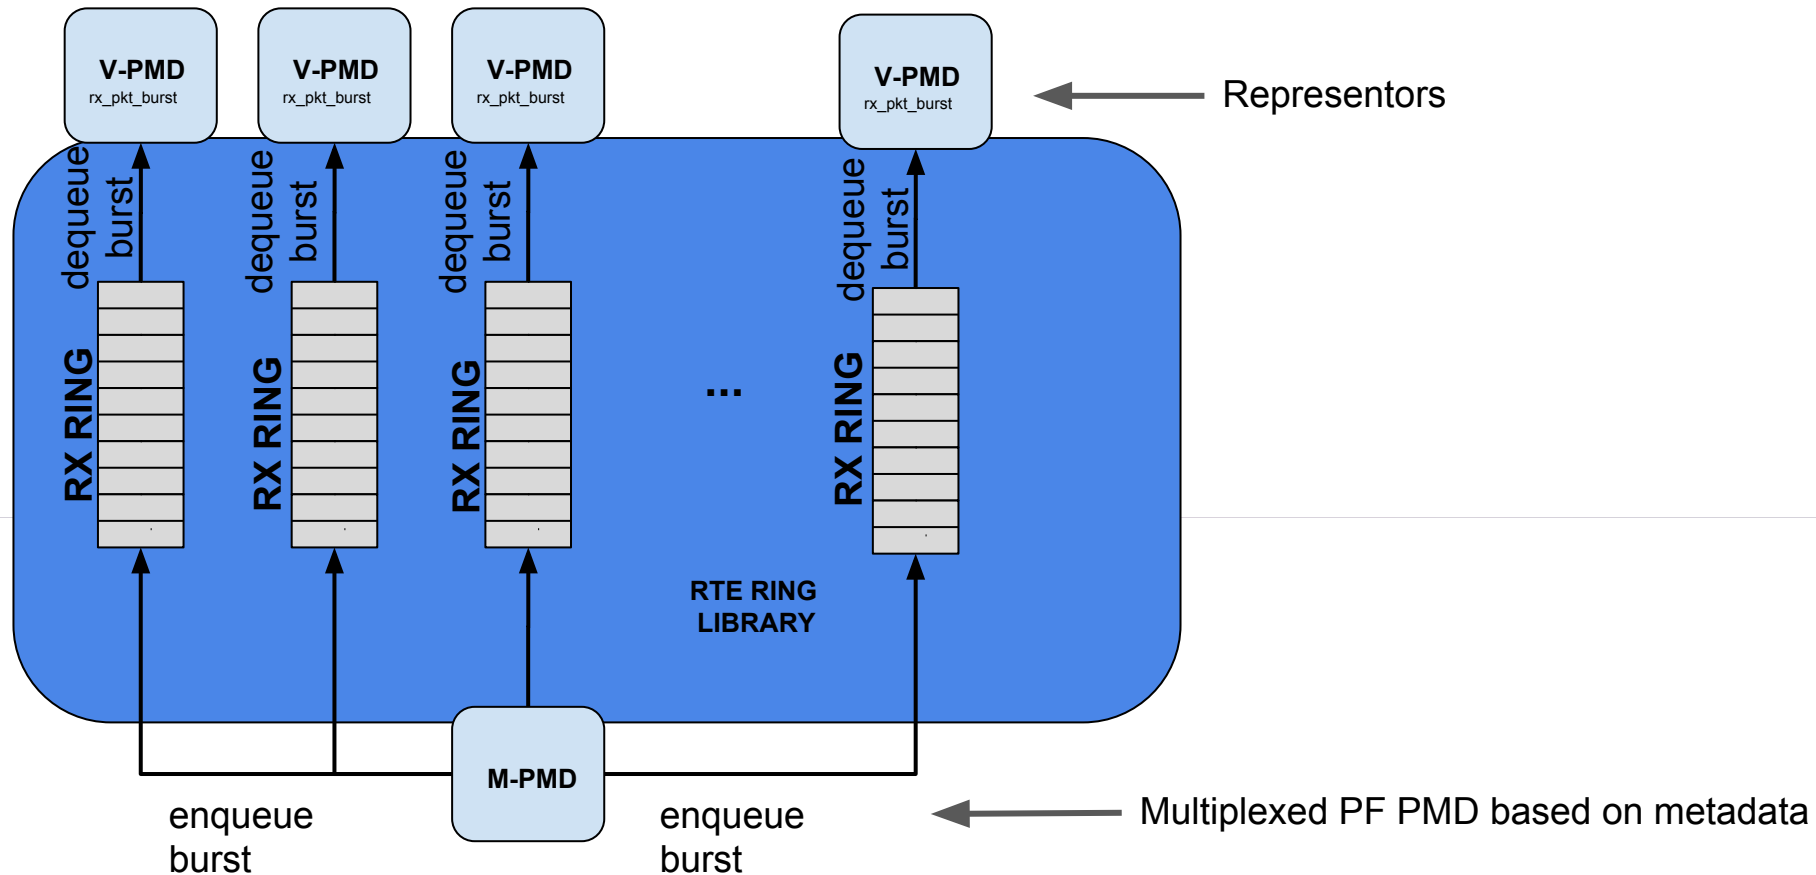 V-PMD
rx_pkt_burst
V-PMD
rx_pkt_burst
V-PMD
rx_pkt_burst
V-PMD
rx_pkt_burst
Representors
dequeue
burst
dequeue
burst
dequeue
burst
dequeue
burst
RX RING
RX RING
RX RING
...
RX RING
RTE RING
LIBRARY
M-PMD
enqueue
burst
enqueue
burst
Multiplexed PF PMD based on metadata